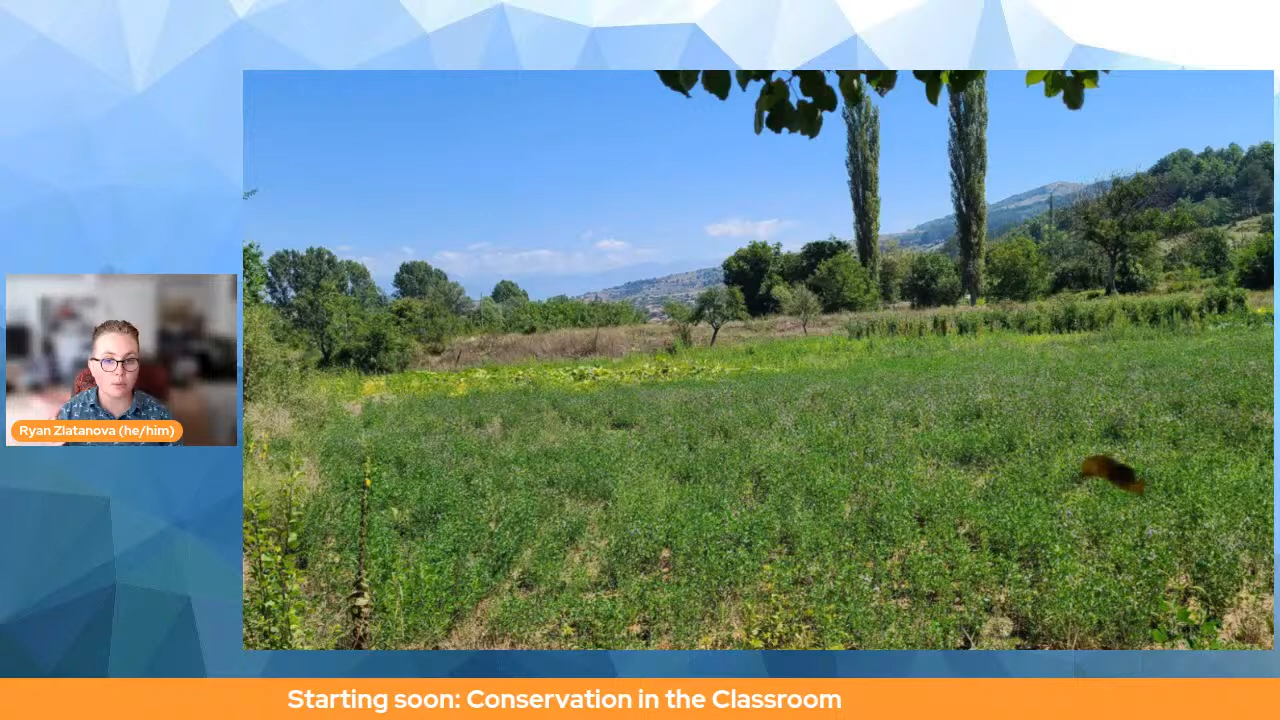 Ryan Zlatanova (he/him)
Starting soon: Conservation in the Classroom